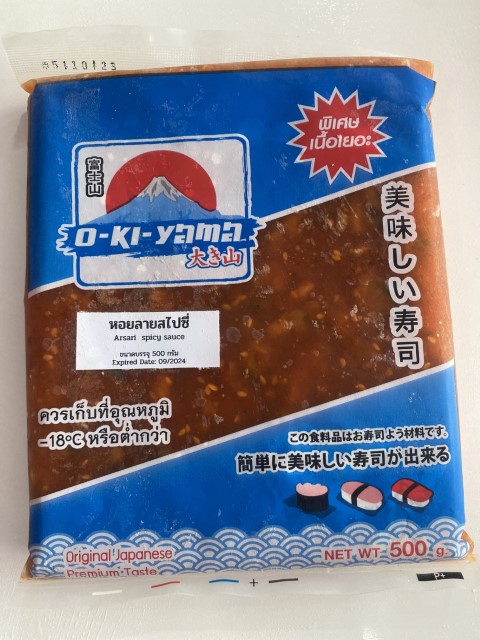 พิเศษ
เนื้อเยอะ
富士山
O-KI-YAMA
大き山
美味しい寿司
หอยลายสไปซี่
Arsari spicy sauce
ขนาดบรรจุ 500 กรัม
Expired Date: 09/2024
ควรเก็บที่อุณหภูมิ
-18°C หรือต่ำกว่า
この食料品はお寿司よう材料です。
簡単に美味しい寿司が出来る
Original Japanese
Premium Taste
NET WT 500 g.
P+